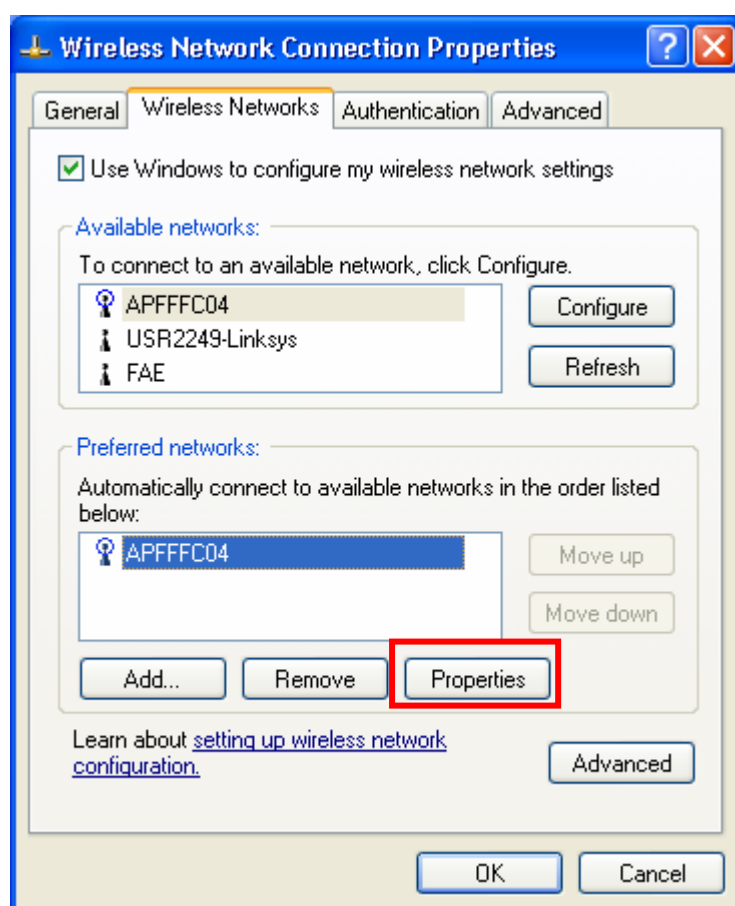 Wireless Network Connection Properties
?
General
Wireless Networks
Authentication
Advanced
Use Windows to configure my wireless network settings
Available networks:
To connect to an available network, click Configure.
APFFFC04
USR2249-Linksys
FAE
Configure
Refresh
Preferred networks:
Automatically connect to available networks in the order listed
below:
APFFFC04
Move up
Move down
Add...
Remove
Properties
Learn about setting up wireless network
configuration.
Advanced
OK
Cancel